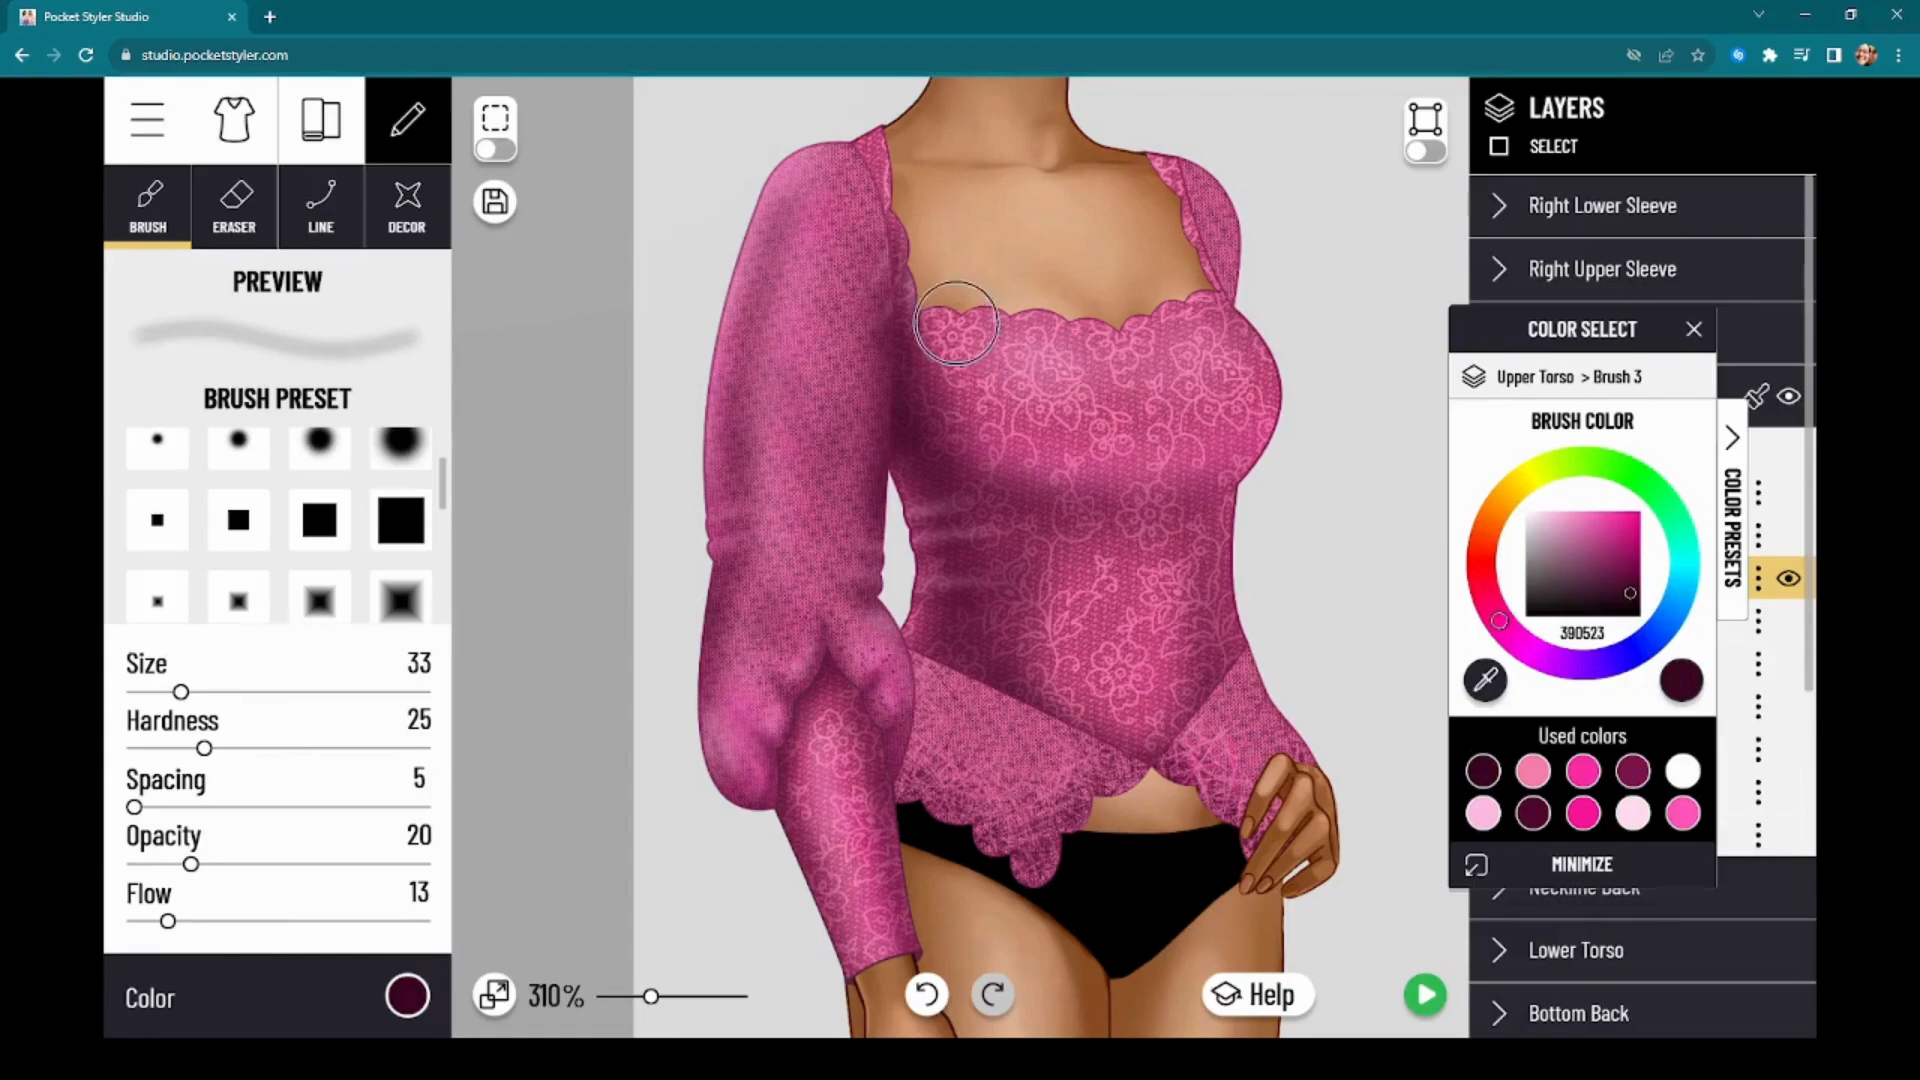 Pocket Styler Studio
studio.pocketstyler.com
BRUSH
ERASER
LINE
DECOR
PREVIEW
BRUSH PRESET
Size 33
Hardness 25
Spacing 5
Opacity 20
Flow 13
Color
310%
Help
LAYERS
SELECT
Right Lower Sleeve
Right Upper Sleeve
COLOR SELECT
Upper Torso > Brush 3
BRUSH COLOR
390523
COLOR PRESETS
Used colors
MINIMIZE
Neckline Back
Lower Torso
Bottom Back